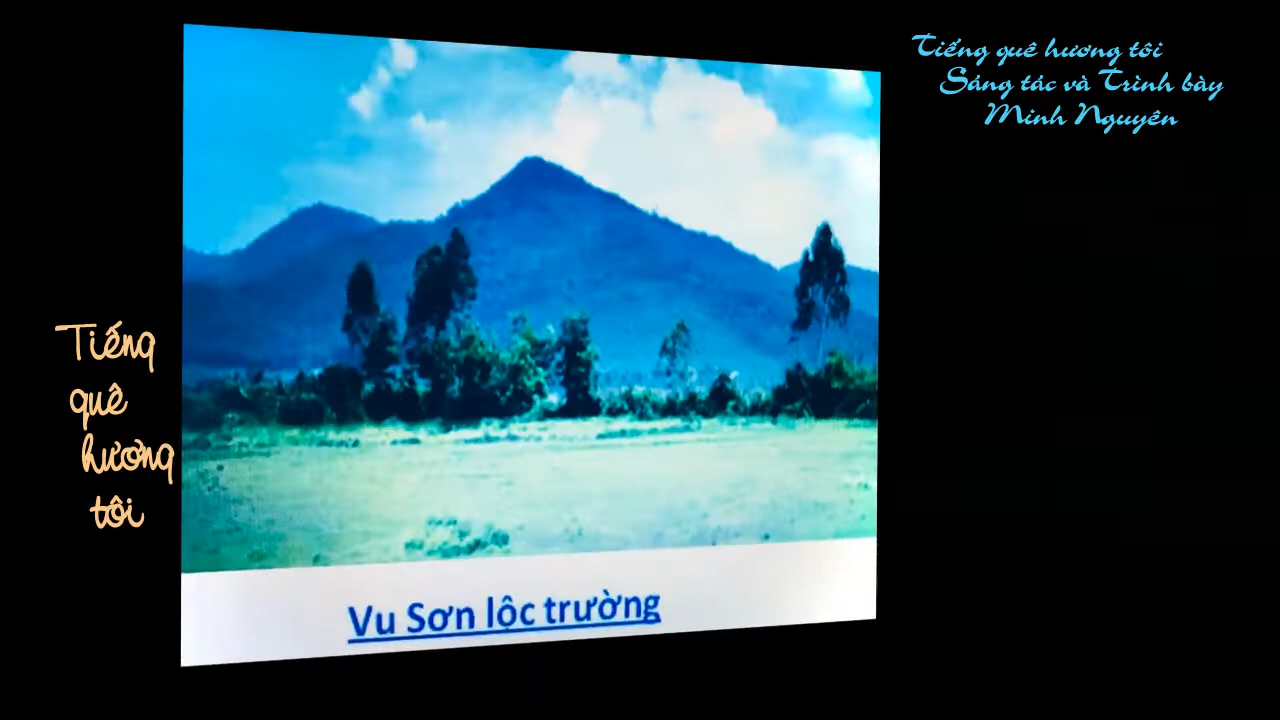 Tiếng quê hương tôi
Sáng tác và Trình bày
Minh Nguyên
Tiếng
quê
hương
tôi
Vu Sơn lộc trường